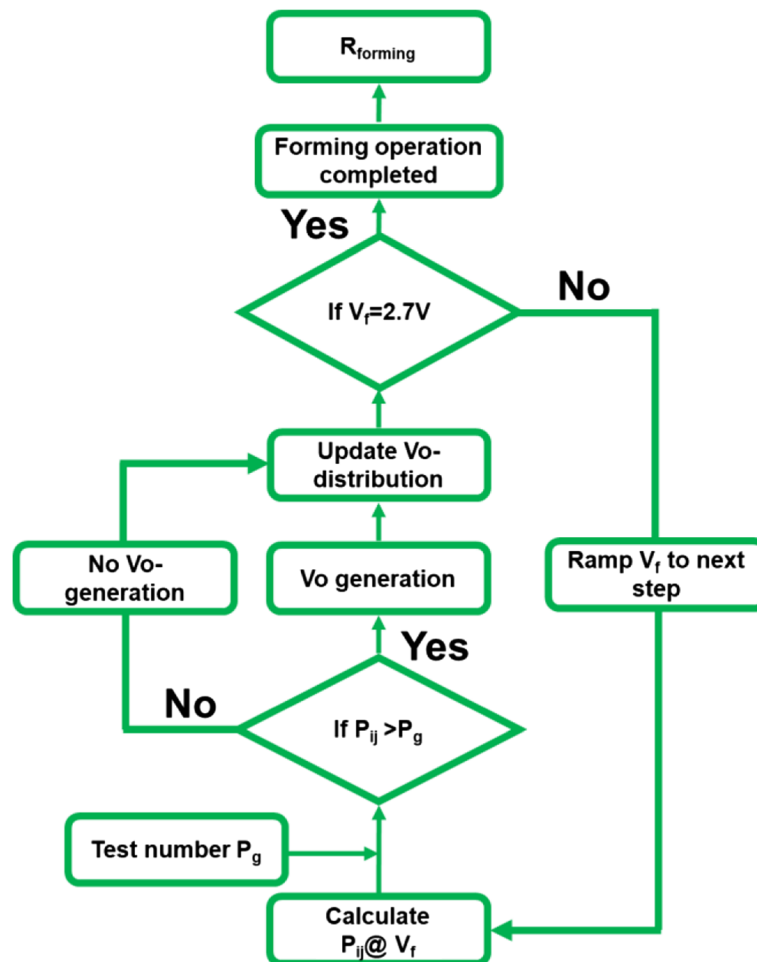 R_forming
Forming operation
completed
Yes
If V_f=2.7V
No
Update Vo-
distribution
No Vo-
generation
Vo generation
Ramp V_f to next
step
Yes
No
If P_ij >P_g
Test number P_g
Calculate
P_ij@ V_f